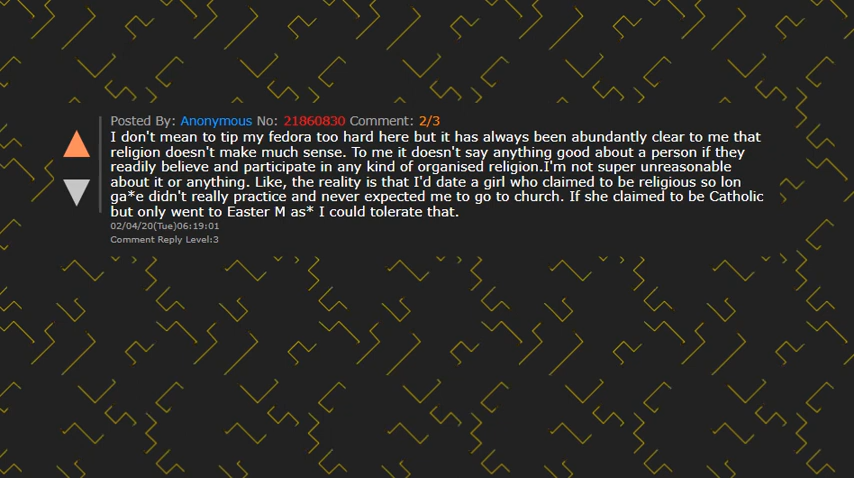 Posted By: Anonymous No: 21860830 Comment: 2/3
I don't mean to tip my fedora too hard here but it has always been abundantly clear to me that
religion doesn't make much sense. To me it doesn't say anything good about a person if they
readily believe and participate in any kind of organised religion.I'm not super unreasonable
about it or anything. Like, the reality is that I'd date a girl who claimed to be religious so lon
ga*e didn't really practice and never expected me to go to church. If she claimed to be Catholic
but only went to Easter M as* I could tolerate that.
02/04/20(Tue)06:19:01
Comment Reply Level:3